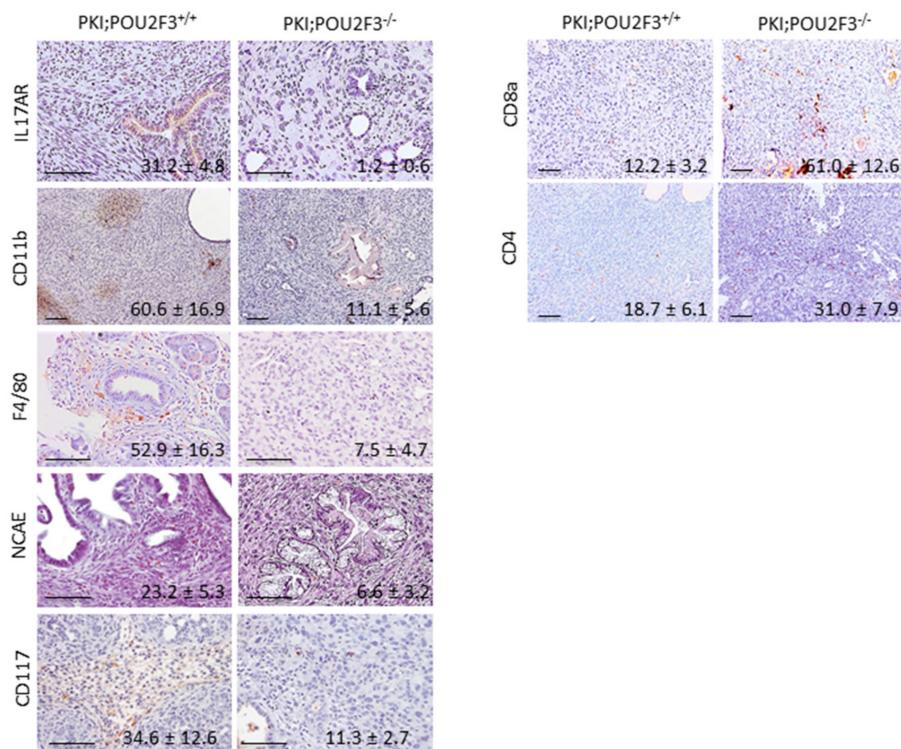 PKI;POU2F3+/+ PKI;POU2F3-/-
IL17AR
31.2 ± 4.8 1.2 ± 0.6
CD11b
60.6 ± 16.9 11.1 ± 5.6
F4/80
52.9 ± 16.3 7.5 ± 4.7
NCAE
23.2 ± 5.3 6.6 ± 3.2
CD117
34.6 ± 12.6 11.3 ± 2.7
PKI;POU2F3+/+ PKI;POU2F3-/-
CD8a
12.2 ± 3.2 61.0 ± 12.6
CD4
18.7 ± 6.1 31.0 ± 7.9